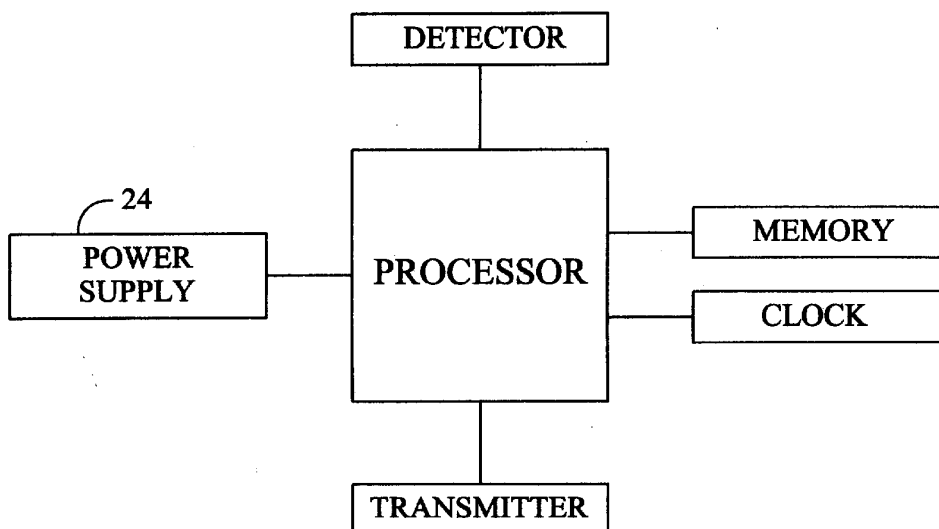 DETECTOR
24
POWER
SUPPLY
PROCESSOR
MEMORY
CLOCK
TRANSMITTER